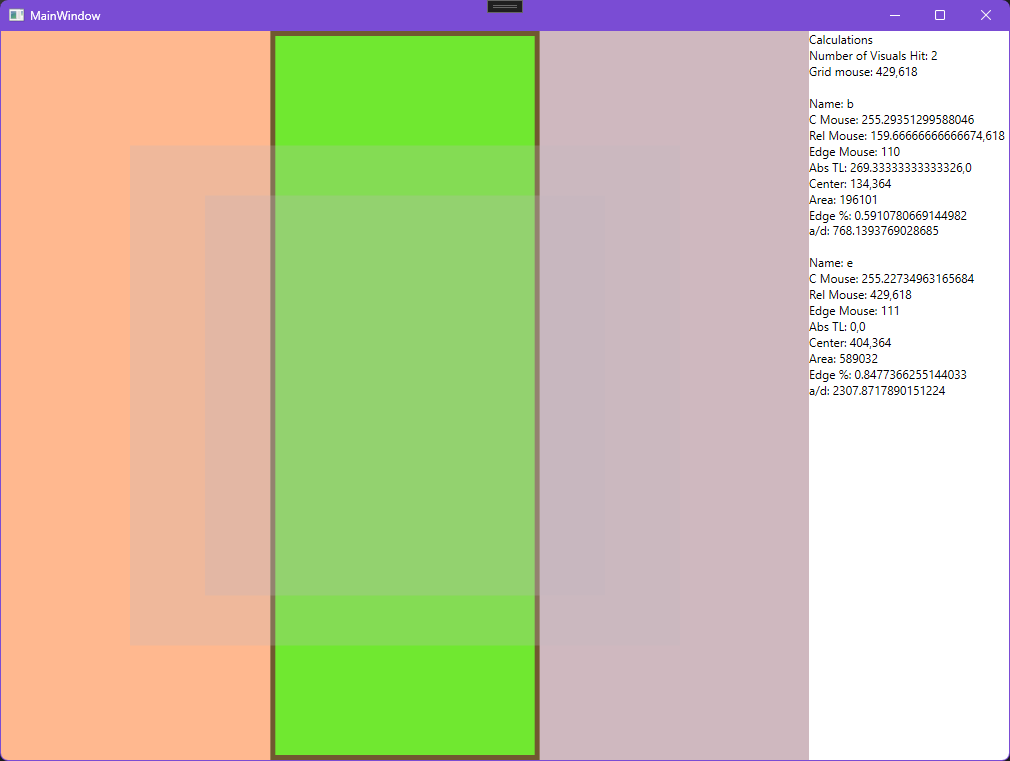 MainWindow
Calculations
Number of Visuals Hit: 2
Grid mouse: 429,618
Name: b
C Mouse: 255.29351299588046
Rel Mouse: 159.66666666666674,618
Edge Mouse: 110
Abs TL: 269.33333333333326,0
Center: 134,364
Area: 196101
Edge %: 0.5910780669144982
a/d: 768.1393769028685
Name: e
C Mouse: 255.22734963165684
Rel Mouse: 429,618
Edge Mouse: 111
Abs TL: 0,0
Center: 404,364
Area: 589032
Edge %: 0.8477366255144033
a/d: 2307.8717890151224